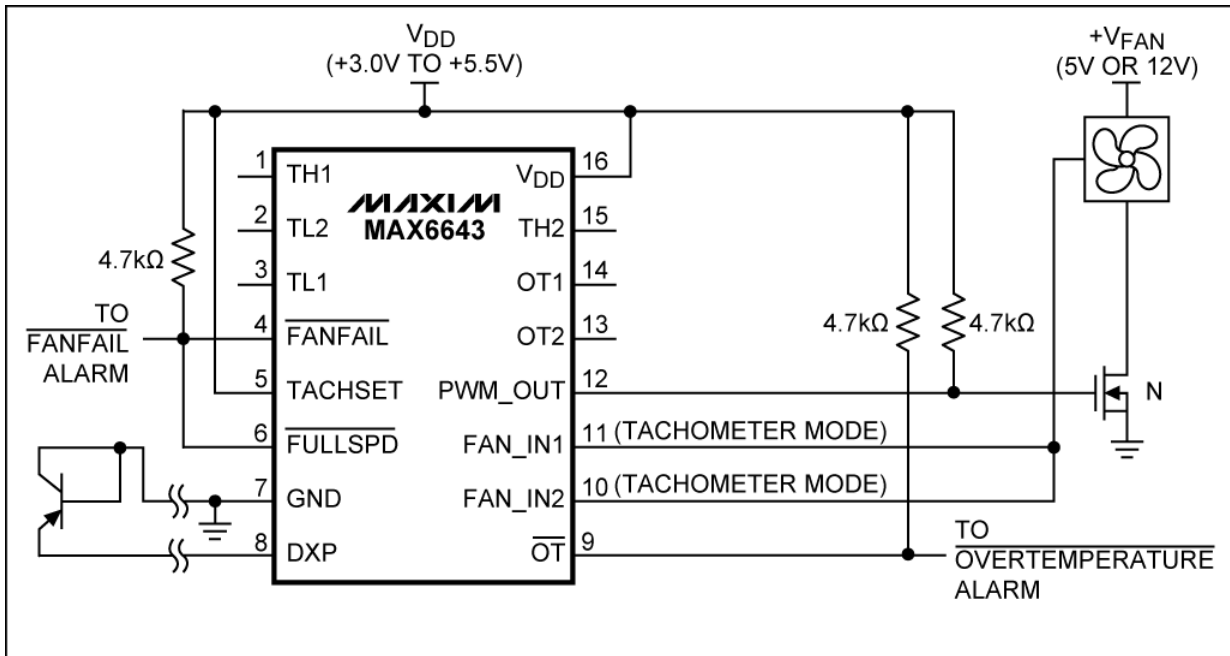 VDD
(+3.0V TO +5.5V)
+VFAN
(5V OR 12V)
1 TH1
2 TL2
3 TL1
4 FANFAIL
5 TACHSET
6 FULLSPD
7 GND
8 DXP
MAXIM
MAX6643
VDD 16
TH2 15
OT1 14
OT2 13
PWM_OUT 12
FAN_IN1 11 (TACHOMETER MODE)
FAN_IN2 10 (TACHOMETER MODE)
OT 9
4.7kΩ
TO
FANFAIL
ALARM
4.7kΩ
4.7kΩ
N
TO
OVERTEMPERATURE
ALARM